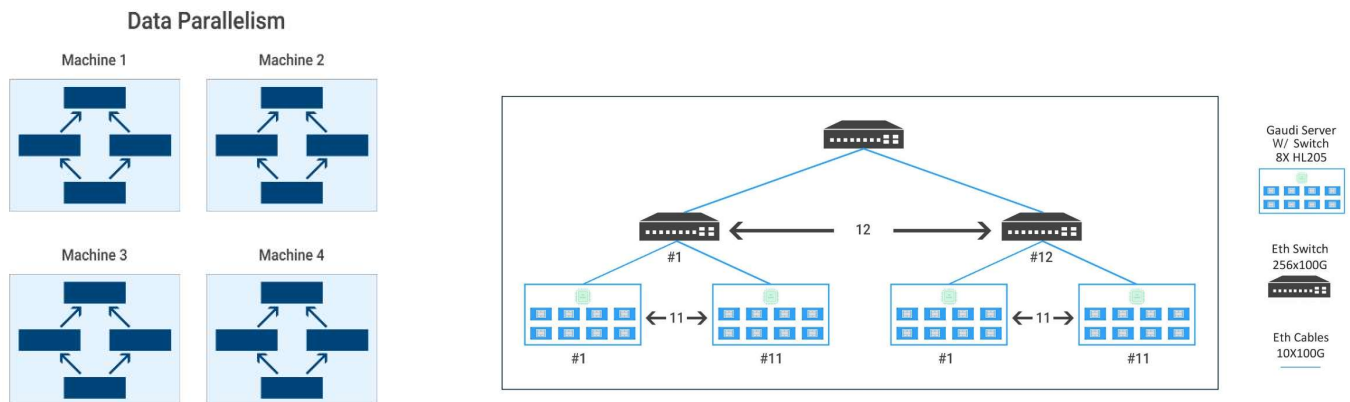 Data Parallelism
Machine 1
Machine 2
Machine 3
Machine 4
12
#1
#12
11
11
#1
#11
#1
#11
Gaudi Server
W/ Switch
8X HL205
Eth Switch
256x100G
Eth Cables
10X100G